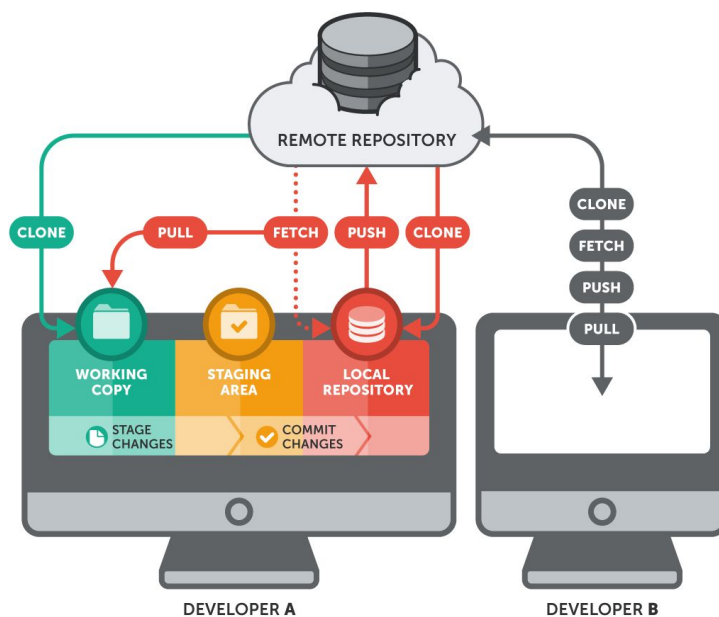 REMOTE REPOSITORY
CLONE
PULL
FETCH
PUSH
CLONE
CLONE
FETCH
PUSH
PULL
WORKING
COPY
STAGING
AREA
LOCAL
REPOSITORY
STAGE
CHANGES
COMMIT
CHANGES
DEVELOPER A
DEVELOPER B